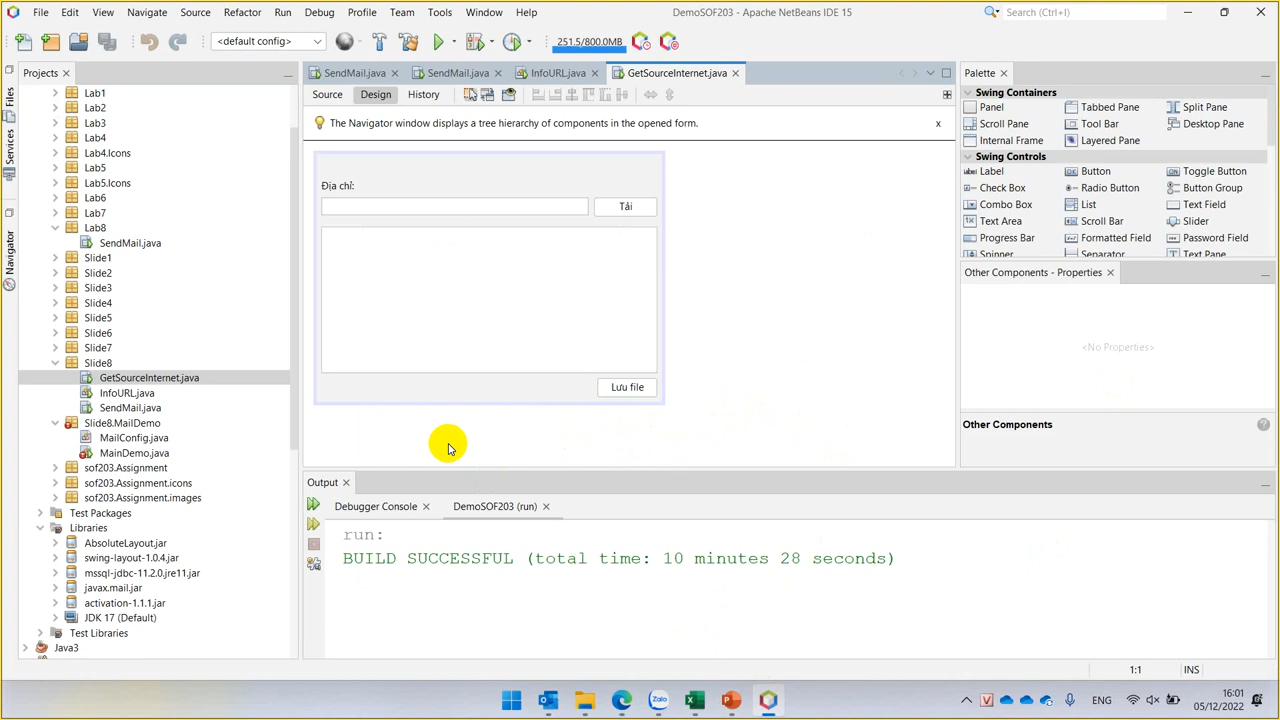 File Edit View Navigate Source Refactor Run Debug Profile Team Tools Window Help DemoSOF203 - Apache NetBeans IDE 15 Search (Ctrl+I)
<default config> 251.5/800.0MB
Projects SendMail.java SendMail.java InfoURL.java GetSourceInternet.java Palette
Files
Services
Navigator
Lab1
Lab2
Lab3
Lab4
Lab4.Icons
Lab5
Lab5.Icons
Lab6
Lab7
Lab8
SendMail.java
Slide1
Slide2
Slide3
Slide4
Slide5
Slide6
Slide7
Slide8
GetSourceInternet.java
InfoURL.java
SendMail.java
Slide8.MailDemo
MailConfig.java
MainDemo.java
sof203.Assignment
sof203.Assignment.icons
sof203.Assignment.images
Test Packages
Libraries
AbsoluteLayout.jar
swing-layout-1.0.4.jar
mssql-jdbc-11.2.0.jre11.jar
javax.mail.jar
activation-1.1.1.jar
JDK 17 (Default)
Test Libraries
Java3
Source Design History
The Navigator window displays a tree hierarchy of components in the opened form. x
Địa chỉ:
Tải
Lưu file
Swing Containers
Panel Tabbed Pane Split Pane
Scroll Pane Tool Bar Desktop Pane
Internal Frame Layered Pane
Swing Controls
Label Button Toggle Button
Check Box Radio Button Button Group
Combo Box List Text Field
Text Area Scroll Bar Slider
Progress Bar Formatted Field Password Field
Spinner Separator Text Pane
Other Components - Properties
<No Properties>
Other Components
Output
Debugger Console DemoSOF203 (run)
run:
BUILD SUCCESSFUL (total time: 10 minutes 28 seconds)
1:1 INS
Zalo
ENG
16:01
05/12/2022